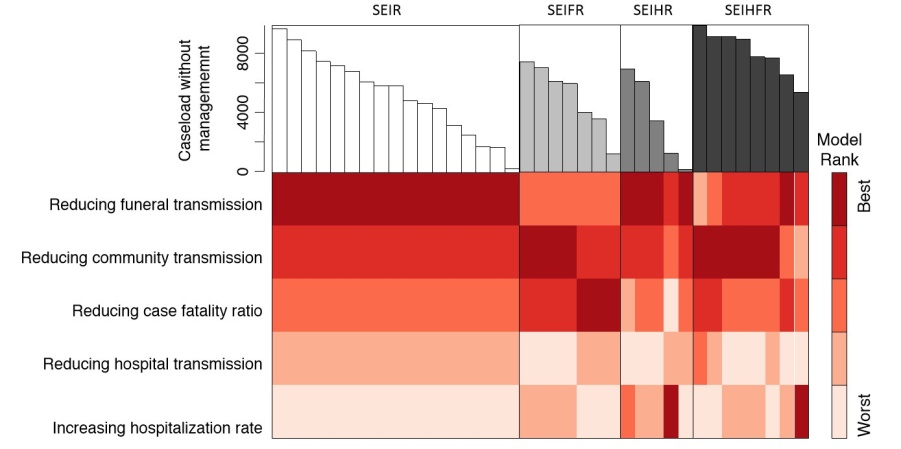 SEIR SEIFR SEIHR SEIHFR
Caseload without
managememnt
8000
4000
0
Model
Rank
Best
Worst
Reducing funeral transmission
Reducing community transmission
Reducing case fatality ratio
Reducing hospital transmission
Increasing hospitalization rate